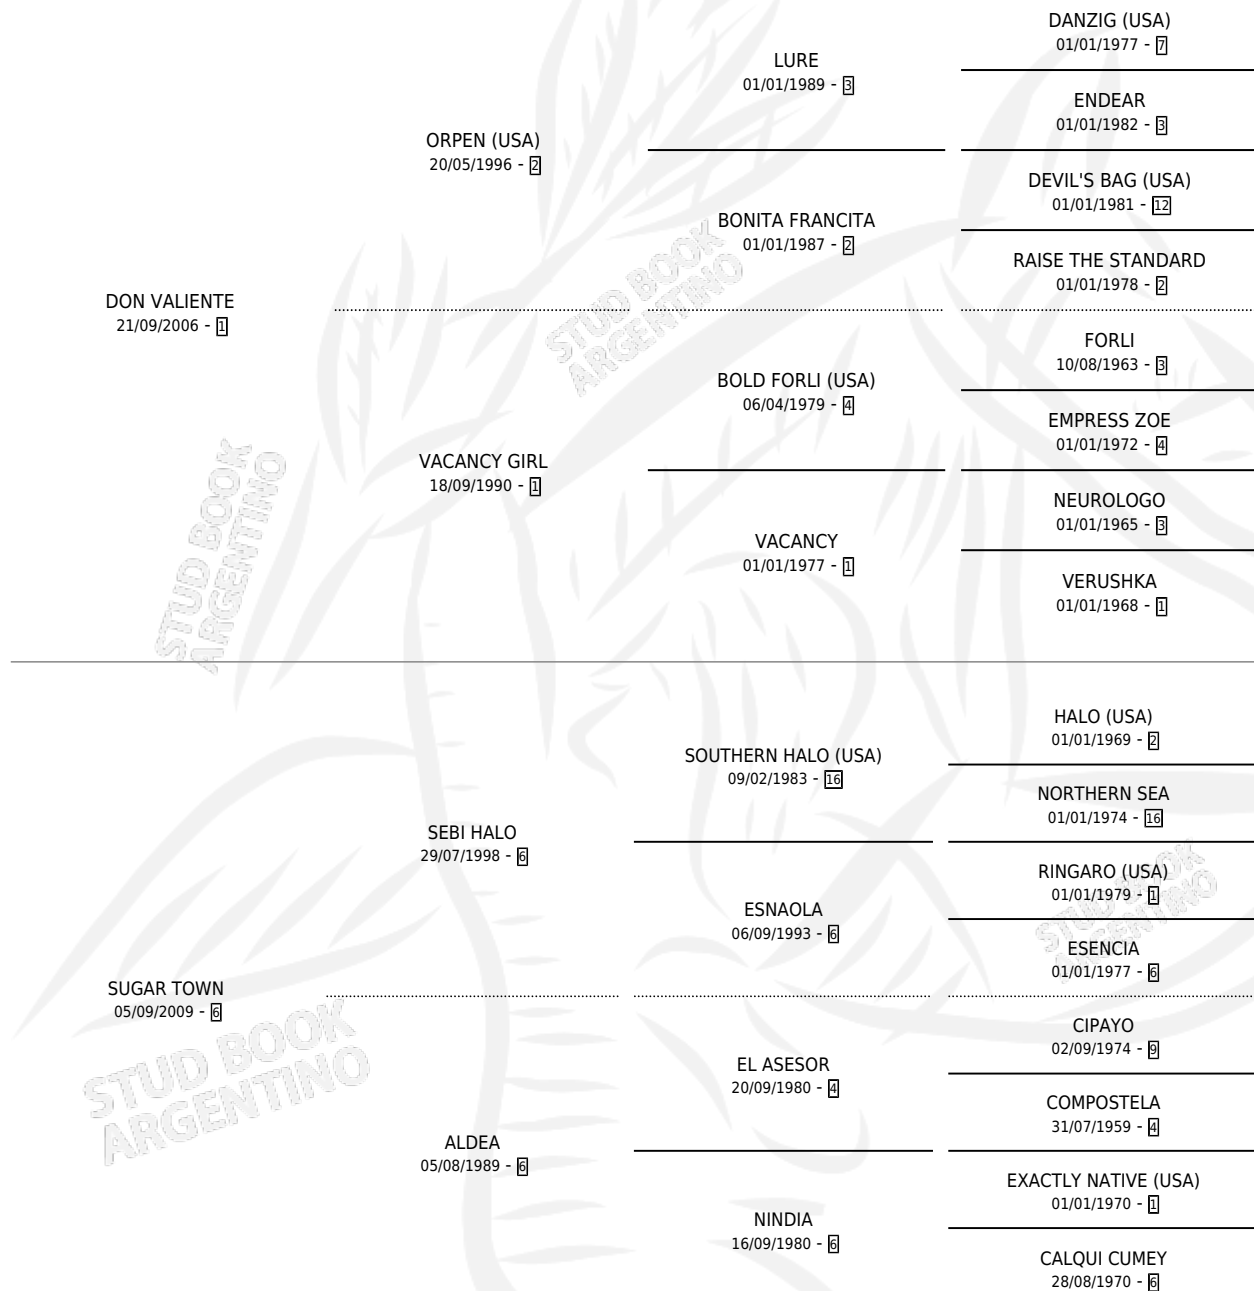 DANZIG (USA)
01/01/1977 - 7
LURE
01/01/1989 - 3
ENDEAR
01/01/1982 - 3
ORPEN (USA)
20/05/1996 - 2
DEVIL'S BAG (USA)
01/01/1981 - 12
BONITA FRANCITA
01/01/1987 - 2
RAISE THE STANDARD
01/01/1978 - 2
DON VALIENTE
21/09/2006 - 1
FORLI
10/08/1963 - 3
BOLD FORLI (USA)
06/04/1979 - 4
EMPRESS ZOE
01/01/1972 - 4
VACANCY GIRL
18/09/1990 - 1
NEUROLOGO
01/01/1965 - 3
VACANCY
01/01/1977 - 1
VERUSHKA
01/01/1968 - 1
HALO (USA)
01/01/1969 - 2
SOUTHERN HALO (USA)
09/02/1983 - 16
NORTHERN SEA
01/01/1974 - 16
SEBI HALO
29/07/1998 - 6
RINGARO (USA)
01/01/1979 - 1
ESNAOLA
06/09/1993 - 6
ESENCIA
01/01/1977 - 6
SUGAR TOWN
05/09/2009 - 6
CIPAYO
02/09/1974 - 9
EL ASESOR
20/09/1980 - 4
COMPOSTELA
31/07/1959 - 4
ALDEA
05/08/1989 - 6
EXACTLY NATIVE (USA)
01/01/1970 - 1
NINDIA
16/09/1980 - 6
CALQUI CUMEY
28/08/1970 - 6
STUD BOOK
ARGENTINO
STUD BOOK
ARGENTINO
STUD BOOK
ARGENTINO
STUD BOOK
ARGENTINO